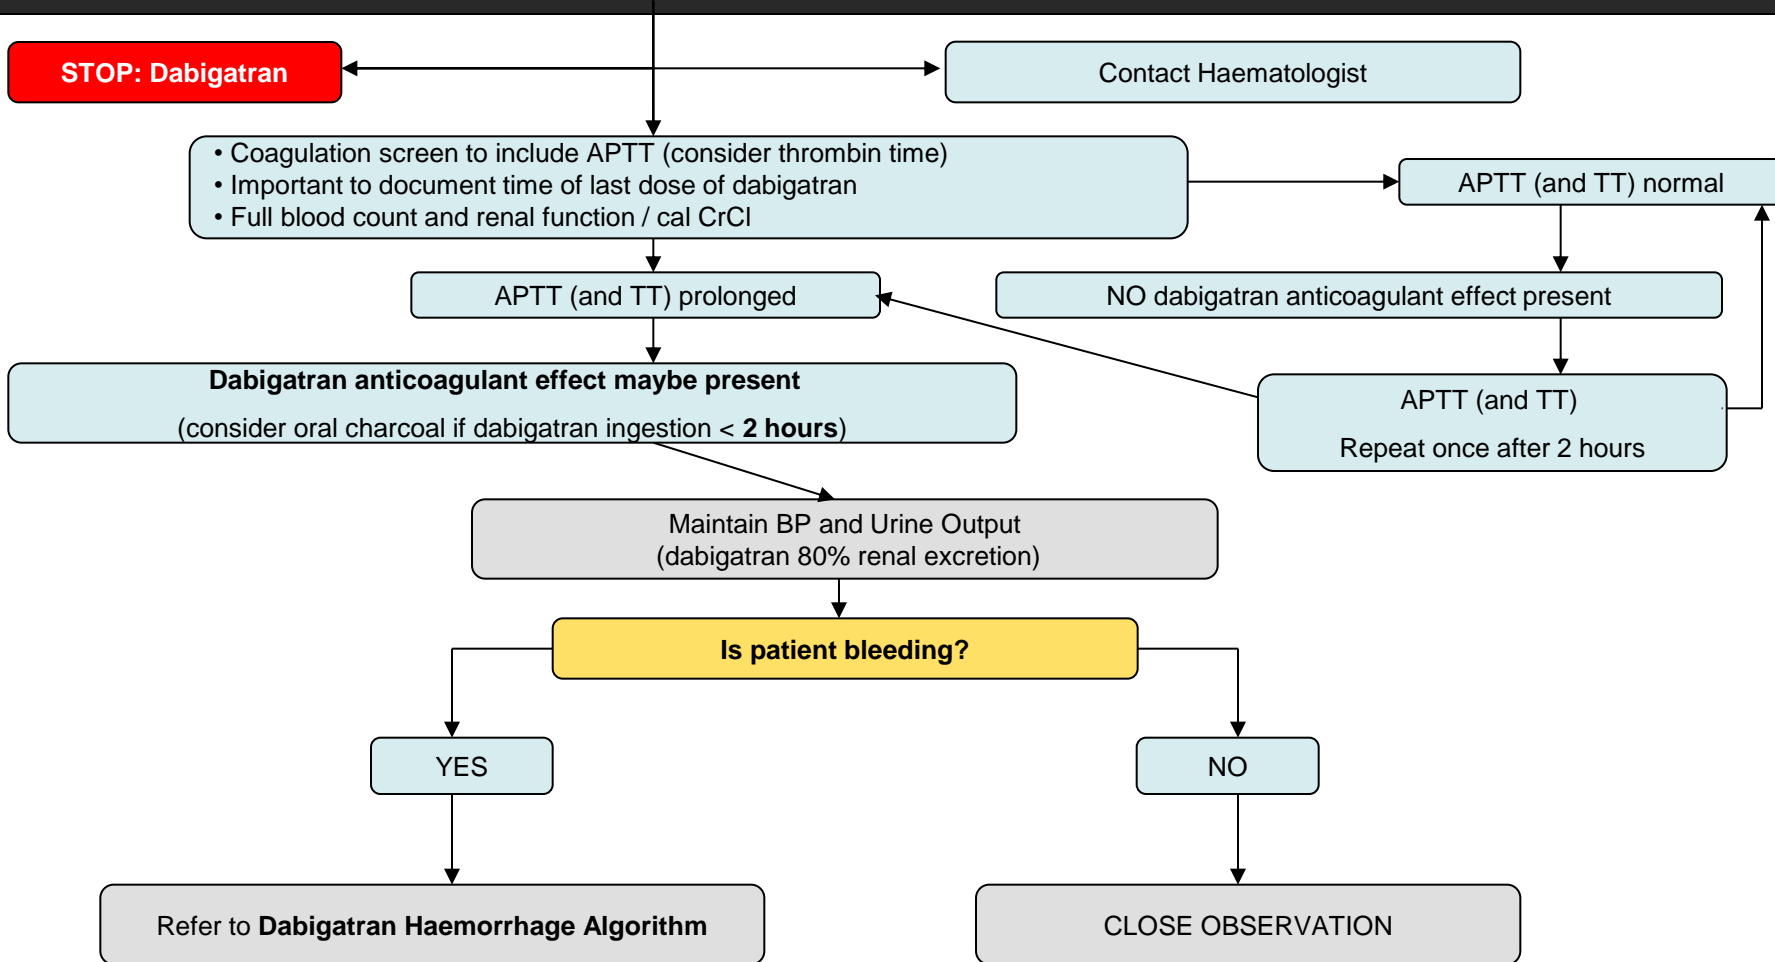 STOP: Dabigatran
Contact Haematologist
• Coagulation screen to include APTT (consider thrombin time)
• Important to document time of last dose of dabigatran
• Full blood count and renal function / cal CrCl
APTT (and TT) normal
APTT (and TT) prolonged
NO dabigatran anticoagulant effect present
Dabigatran anticoagulant effect maybe present
(consider oral charcoal if dabigatran ingestion < 2 hours)
APTT (and TT)
Repeat once after 2 hours
Maintain BP and Urine Output
(dabigatran 80% renal excretion)
Is patient bleeding?
YES
NO
Refer to Dabigatran Haemorrhage Algorithm
CLOSE OBSERVATION